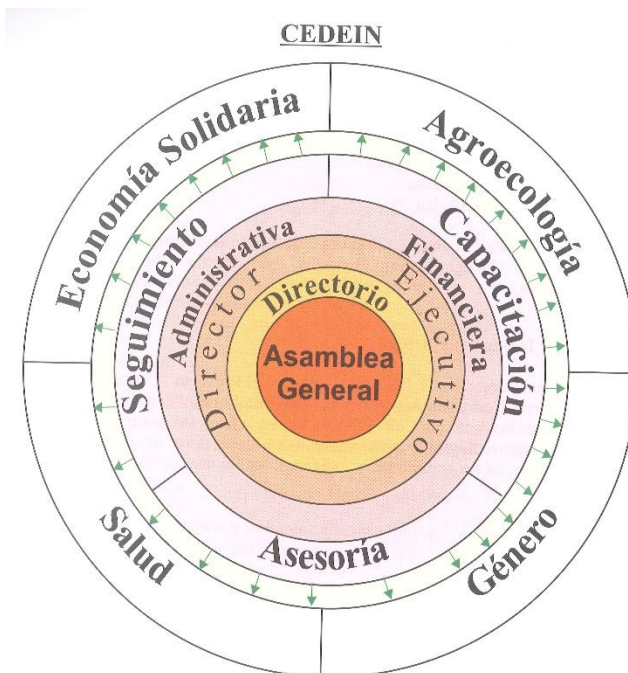 CEDEIN
Economía Solidaria
Agroecología
Seguimiento
Capacitación
Administrativa
Financiera
Director
Ejecutivo
Directorio
Asamblea
General
Asesoría
Salud
Género